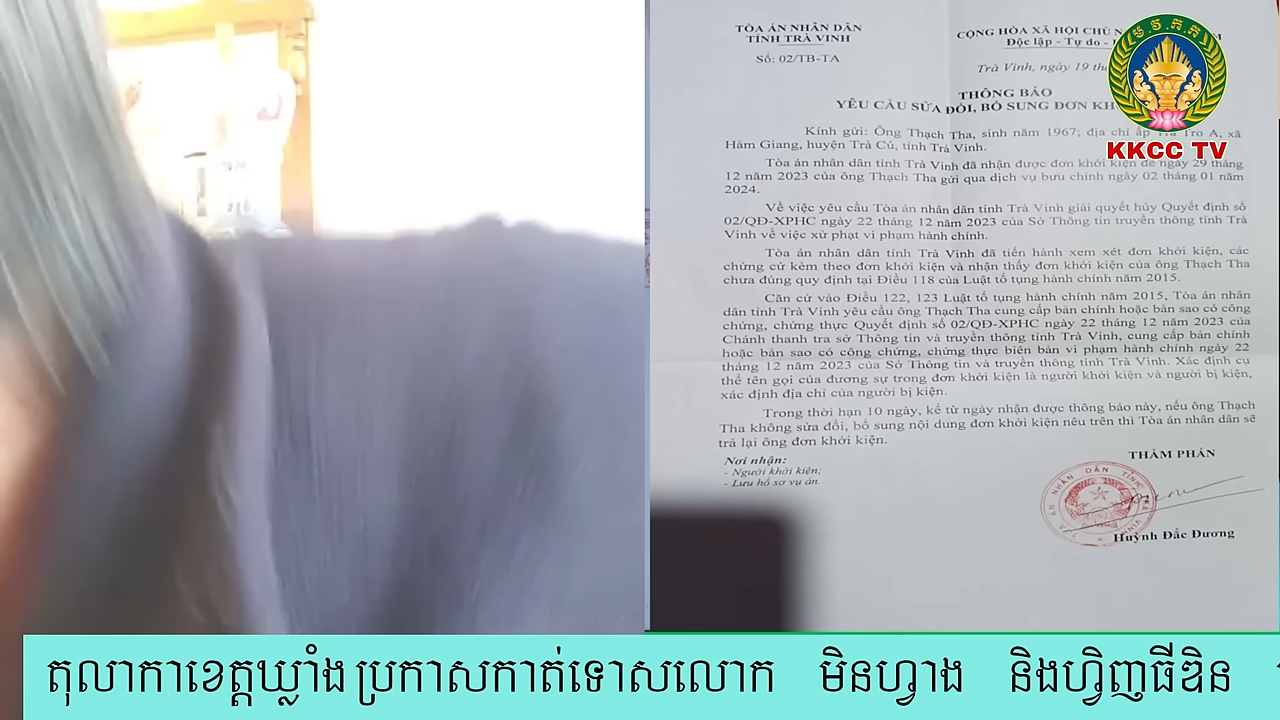 TÒA ÁN NHÂN DÂN
TỈNH TRÀ VINH
Số: 02/TB-TA
CỘNG HÒA XÃ HỘI CHỦ
Độc lập - Tự do -
Trà Vinh, ngày 19
THÔNG BÁO
YÊU CẦU SỬA ĐỔI, BỔ SUNG ĐƠN
Kính gửi: Ông Thạch Tha, sinh năm 1967; địa chỉ ấp Trà Tro A, xã
Hàm Giang, huyện Trà Cú, tỉnh Trà Vinh.
Tòa án nhân dân tỉnh Trà Vinh đã nhận được đơn khởi kiện đề ngày 29 tháng
12 năm 2023 của ông Thạch Tha gửi qua dịch vụ bưu chính ngày 02 tháng 01 năm
2024.
Về việc yêu cầu Tòa án nhân dân tỉnh Trà Vinh giải quyết hủy Quyết định số
02/QĐ-XPHC ngày 22 tháng 12 năm 2023 của Sở Thông tin truyền thông tỉnh Trà
Vinh về việc xử phạt vi phạm hành chính.
Tòa án nhân dân tỉnh Trà Vinh đã tiến hành xem xét đơn khởi kiện, các
chứng cứ kèm theo đơn khởi kiện và nhận thấy đơn khởi kiện của ông Thạch Tha
chưa đúng quy định tại Điều 118 của Luật tố tụng hành chính năm 2015.
Căn cứ vào Điều 122, 123 Luật tố tụng hành chính năm 2015, Tòa án nhân
dân tỉnh Trà Vinh yêu cầu ông Thạch Tha cung cấp bản chính hoặc bản sao có công
chứng, chứng thực Quyết định số 02/QĐ-XPHC ngày 22 tháng 12 năm 2023 của
Chánh thanh tra sở Thông tin và truyền thông tỉnh Trà Vinh, cung cấp bản chính
hoặc bản sao có công chứng, chứng thực biên bản vi phạm hành chính ngày 22
tháng 12 năm 2023 của Sở Thông tin và truyền thông tỉnh Trà Vinh. Xác định cụ
thể tên gọi của đương sự trong đơn khởi kiện là người khởi kiện và người bị kiện,
xác định địa chỉ của người bị kiện.
Trong thời hạn 10 ngày, kể từ ngày nhận được thông báo này, nếu ông Thạch
Tha không sửa đổi, bổ sung nội dung đơn khởi kiện nêu trên thì Tòa án nhân dân sẽ
trả lại ông đơn khởi kiện.
Nơi nhận:
- Người khởi kiện;
- Lưu hồ sơ vụ án.
THẨM PHÁN
Huỳnh Đắc Dương
KKCC TV
តុលាការខេត្តឃ្លាំង ប្រកាសកាត់ទោសលោក មិនហ្វាង និងហ្វិញធីឌិន